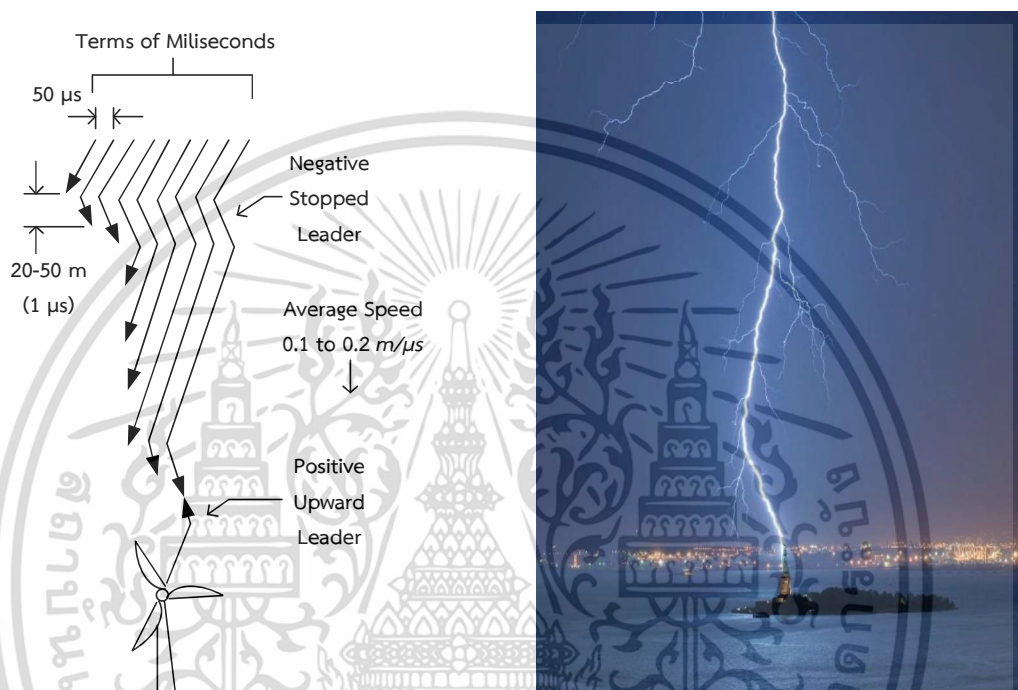 Terms of Miliseconds
50 µs
Negative
Stopped
Leader
20-50 m
(1 µs)
Average Speed
0.1 to 0.2 m/µs
Positive
Upward
Leader